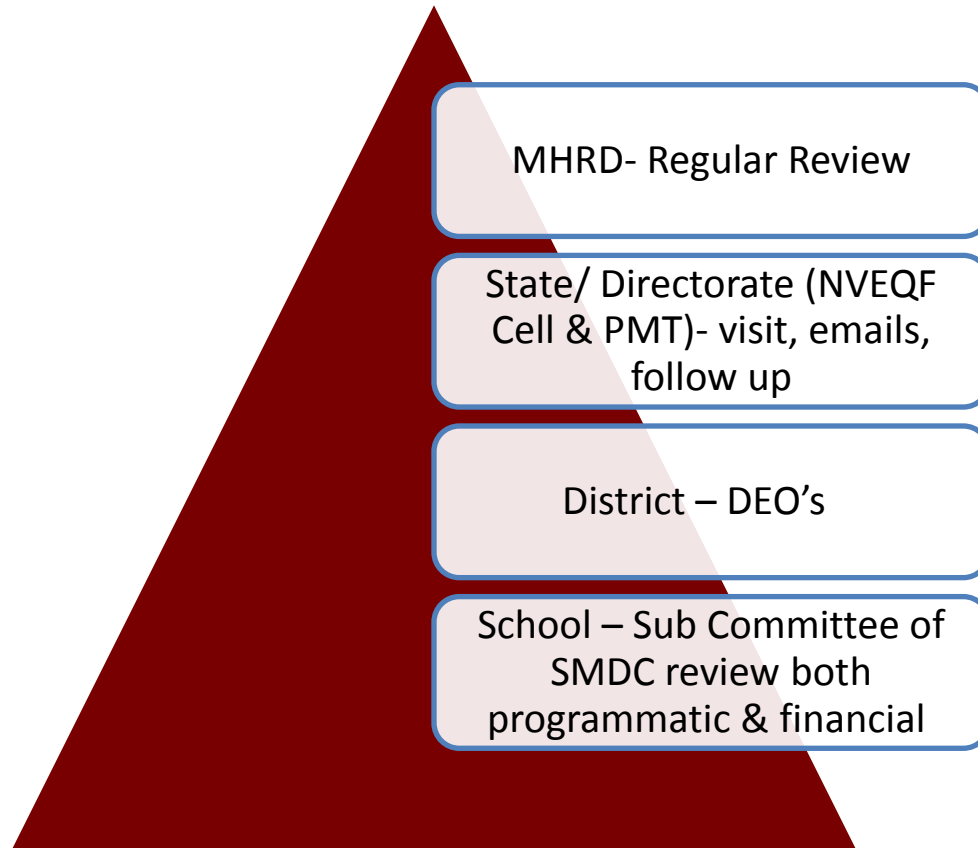 MHRD- Regular Review
State/ Directorate (NVEQF
Cell & PMT)- visit, emails,
follow up
District – DEO’s
School – Sub Committee of
SMDC review both
programmatic & financial